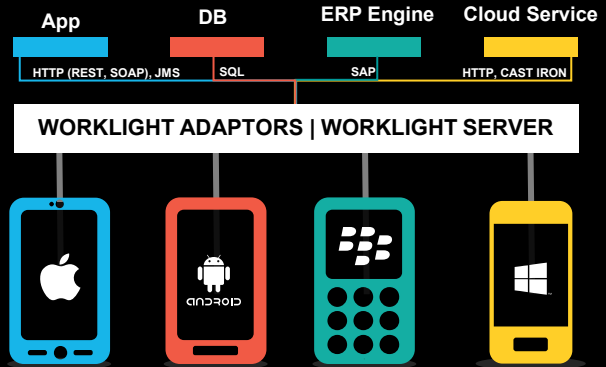 App
DB
ERP Engine
Cloud Service
HTTP (REST, SOAP), JMS
SQL
SAP
HTTP, CAST IRON
WORKLIGHT ADAPTORS | WORKLIGHT SERVER
ANDROID